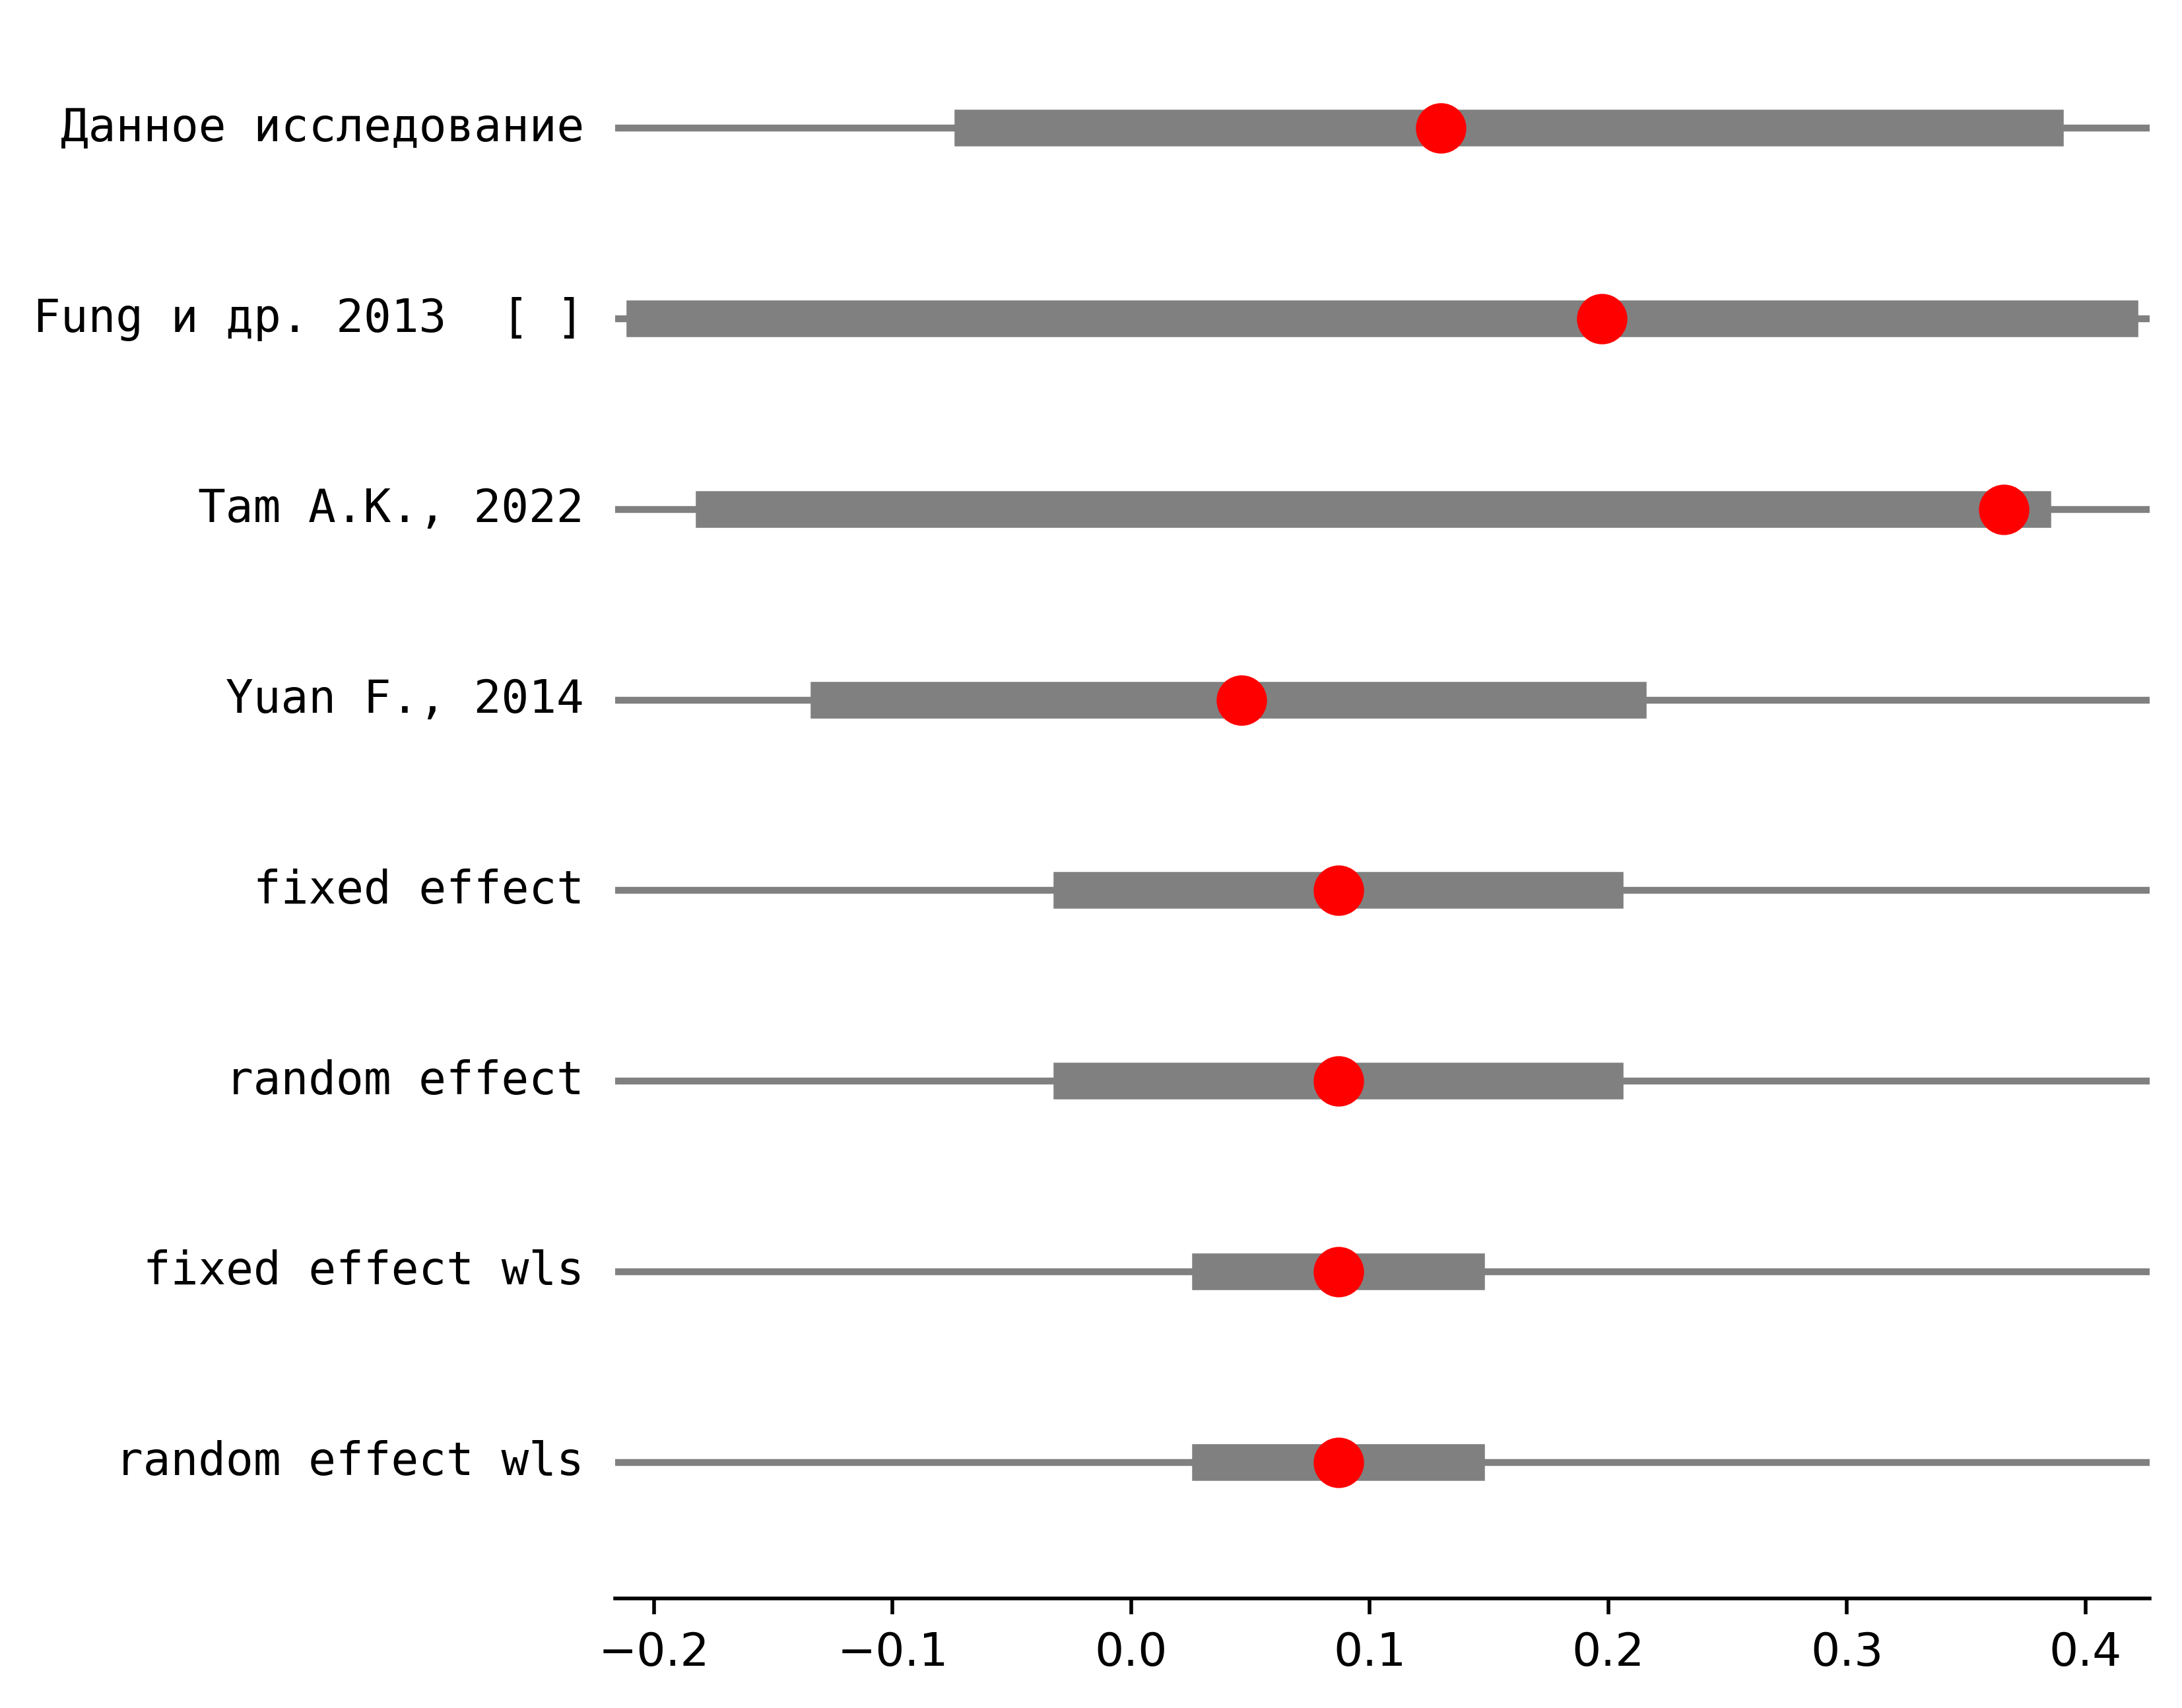 Данное исследование
Fung и др. 2013  [ ]
Tam A.K., 2022
Yuan F., 2014
fixed effect
random effect
fixed effect wls
random effect wls
−0.2 −0.1 0.0 0.1 0.2 0.3 0.4